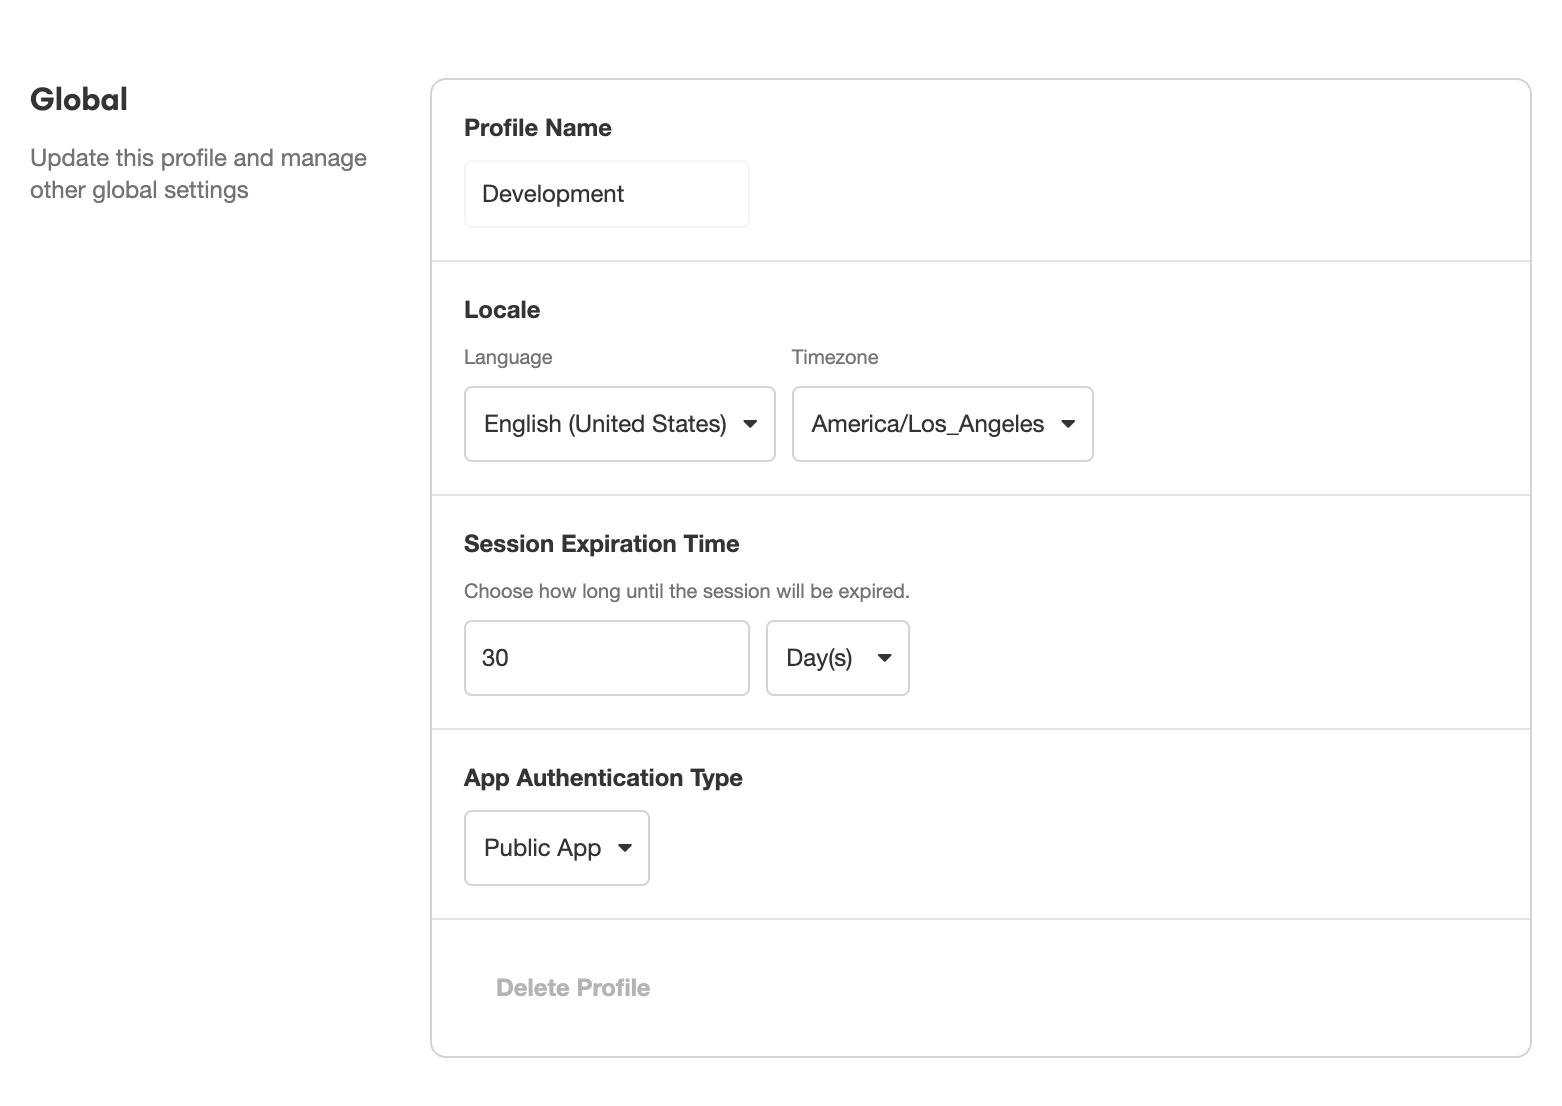 Global
Update this profile and manage
other global settings
Profile Name
Development
Locale
Language
Timezone
English (United States)
America/Los_Angeles
Session Expiration Time
Choose how long until the session will be expired.
30
Day(s)
App Authentication Type
Public App
Delete Profile